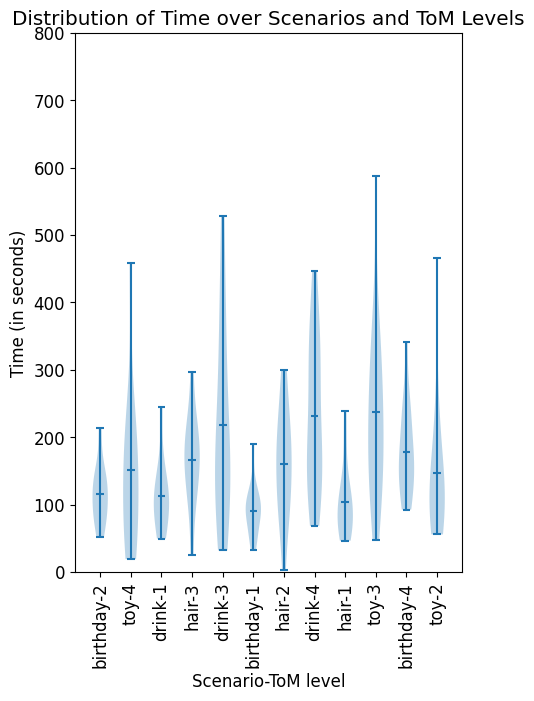 Distribution of Time over Scenarios and ToM Levels
800
700
600
500
400
300
200
100
0
Time (in seconds)
birthday-2
toy-4
drink-1
hair-3
drink-3
birthday-1
hair-2
drink-4
hair-1
toy-3
birthday-4
toy-2
Scenario-ToM level